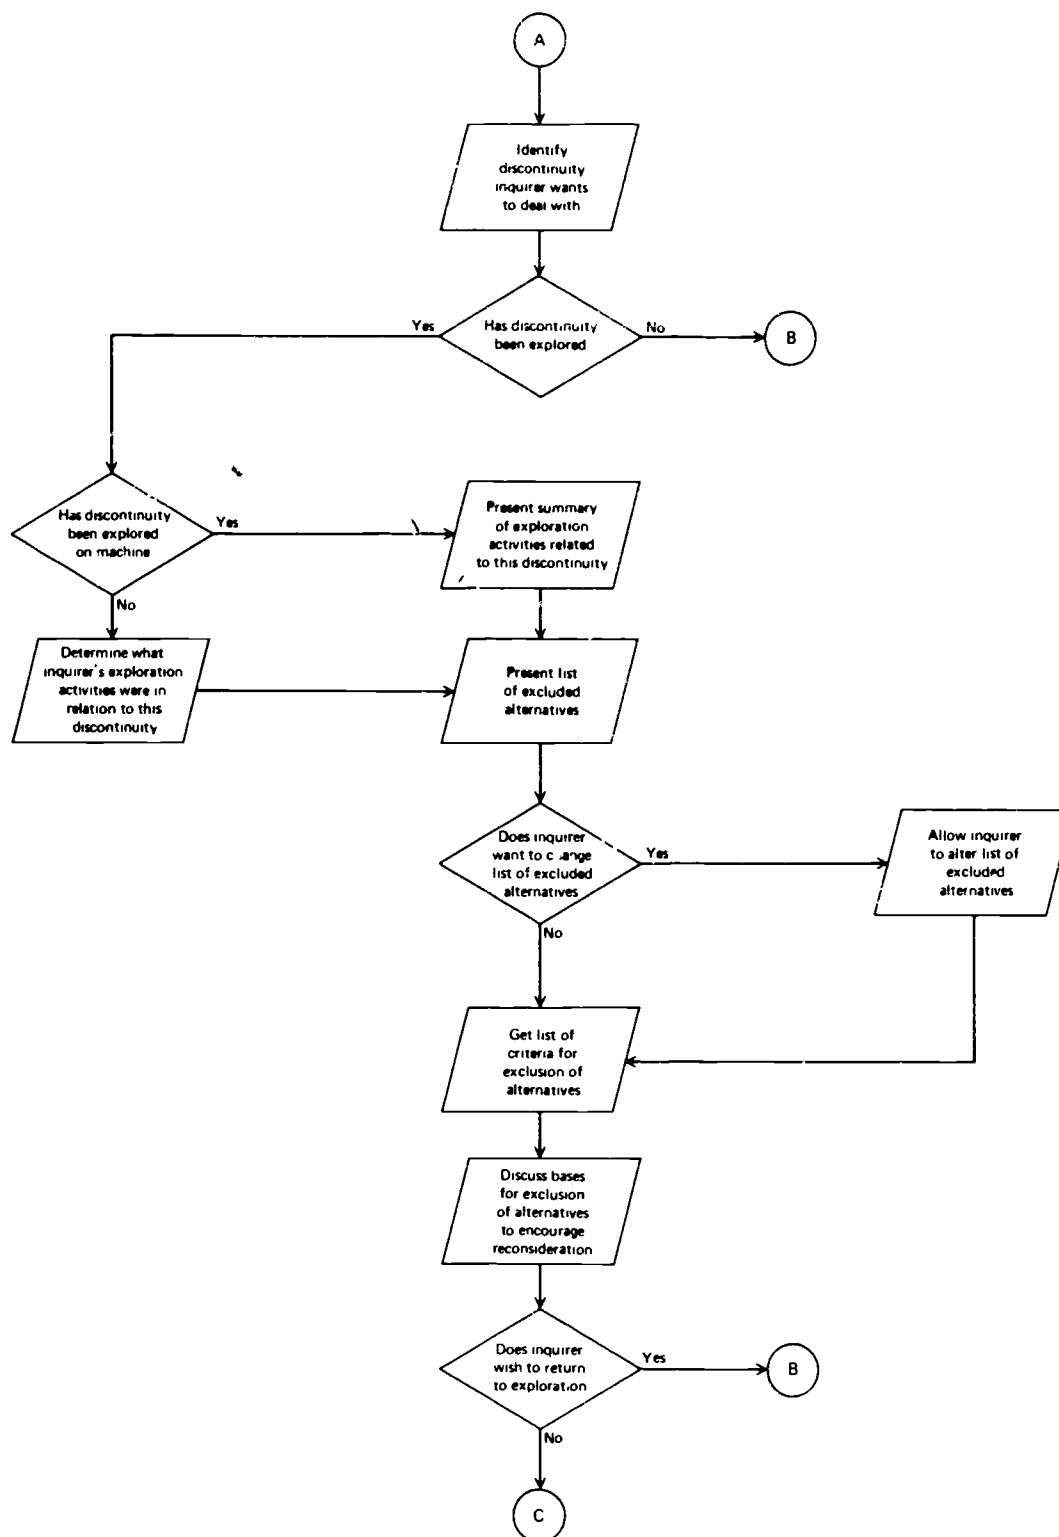 A
Identify
discontinuity
inquirer wants
to deal with
Has discontinuity
been explored
Yes
No
B
Has discontinuity
been explored
on machine
Yes
No
Present summary
of exploration
activities related
to this discontinuity
Determine what
inquirer's exploration
activities were in
relation to this
discontinuity
Present list
of excluded
alternatives
Does inquirer
want to change
list of excluded
alternatives
Yes
No
Allow inquirer
to alter list of
excluded
alternatives
Get list of
criteria for
exclusion of
alternatives
Discuss bases
for exclusion
of alternatives
to encourage
reconsideration
Does inquirer
wish to return
to exploration
Yes
B
No
C